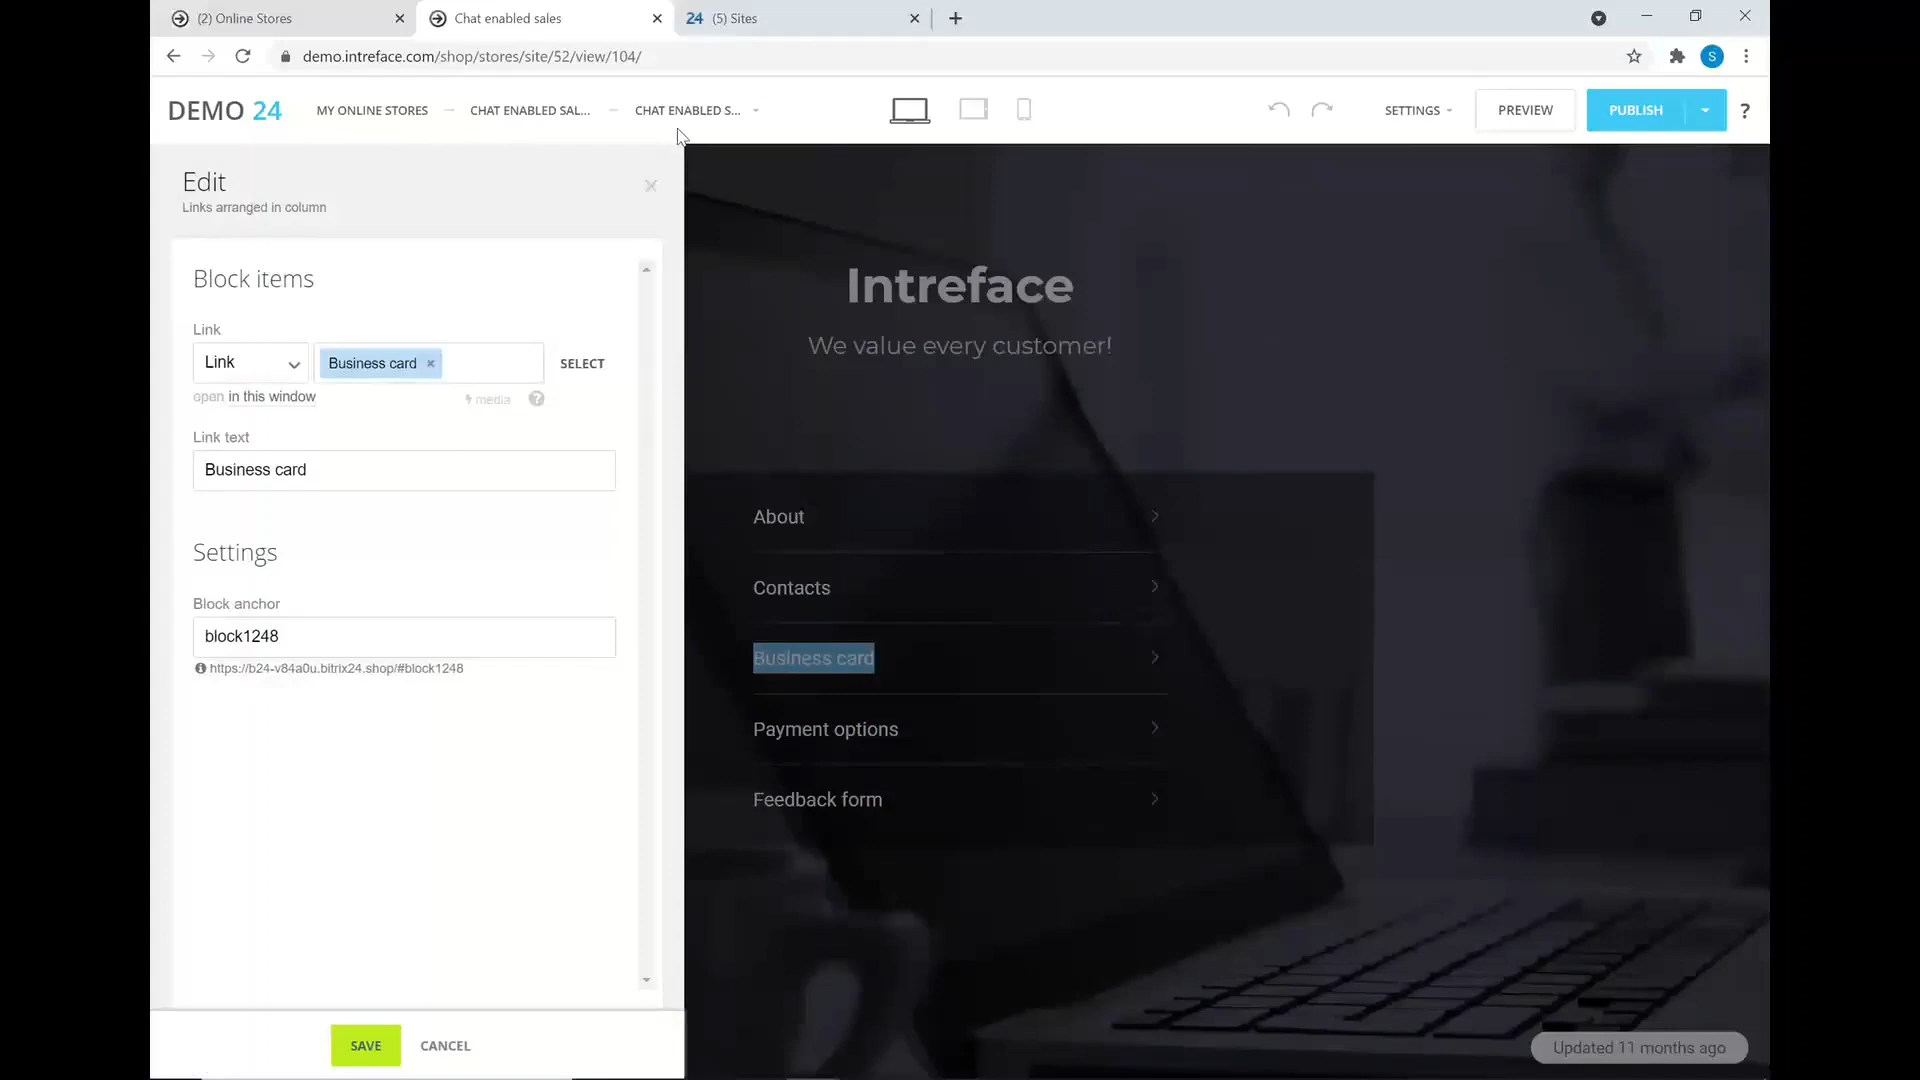 (2) Online Stores
Chat enabled sales
24 (5) Sites
demo.intreface.com/shop/stores/site/52/view/104/
S
DEMO 24
MY ONLINE STORES
CHAT ENABLED SAL...
CHAT ENABLED S...
SETTINGS
PREVIEW
PUBLISH
?
Edit
Links arranged in column
Block items
Link
Link
Business card
SELECT
open in this window
media
?
Link text
Business card
Settings
Block anchor
block1248
https://b24-v84a0u.bitrix24.shop/#block1248
SAVE
CANCEL
Intreface
We value every customer!
About
Contacts
Business card
Payment options
Feedback form
Updated 11 months ago